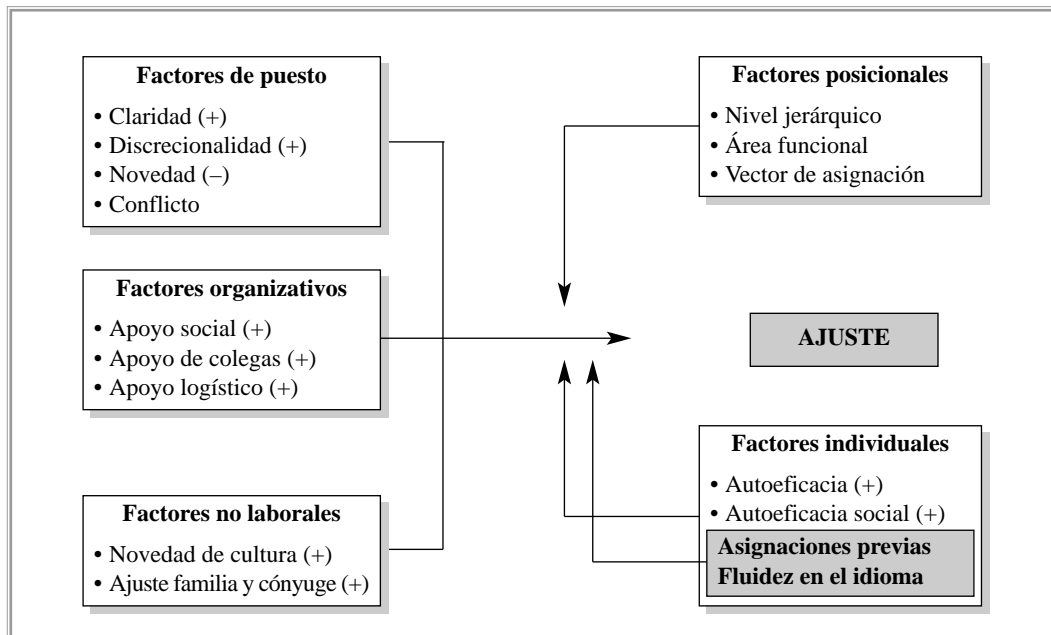 Factores de puesto
• Claridad (+)
• Discrecionalidad (+)
• Novedad (–)
• Conflicto
Factores organizativos
• Apoyo social (+)
• Apoyo de colegas (+)
• Apoyo logístico (+)
Factores no laborales
• Novedad de cultura (+)
• Ajuste familia y cónyuge (+)
Factores posicionales
• Nivel jerárquico
• Área funcional
• Vector de asignación
AJUSTE
Factores individuales
• Autoeficacia (+)
• Autoeficacia social (+)
Asignaciones previas
Fluidez en el idioma